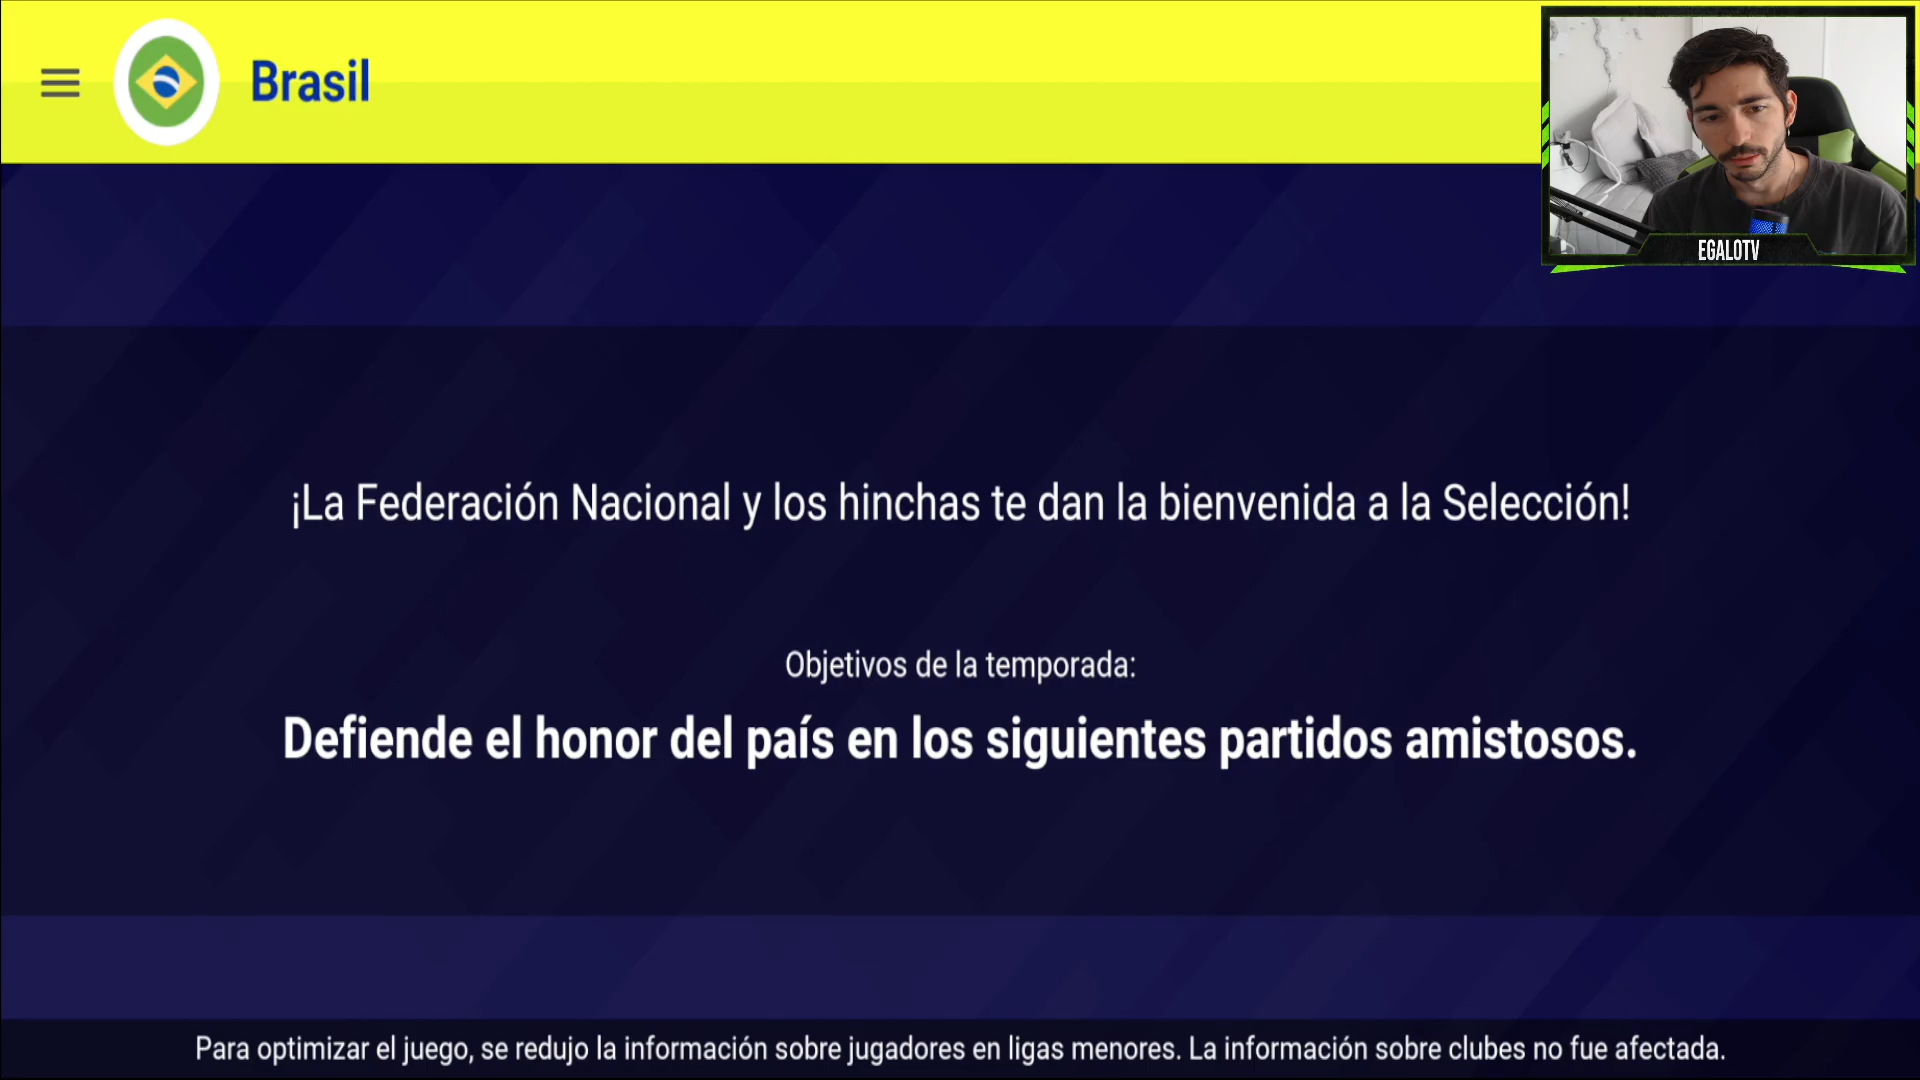 Brasil
EGALOTV
¡La Federación Nacional y los hinchas te dan la bienvenida a la Selección!
Objetivos de la temporada:
Defiende el honor del país en los siguientes partidos amistosos.
Para optimizar el juego, se redujo la información sobre jugadores en ligas menores. La información sobre clubes no fue afectada.